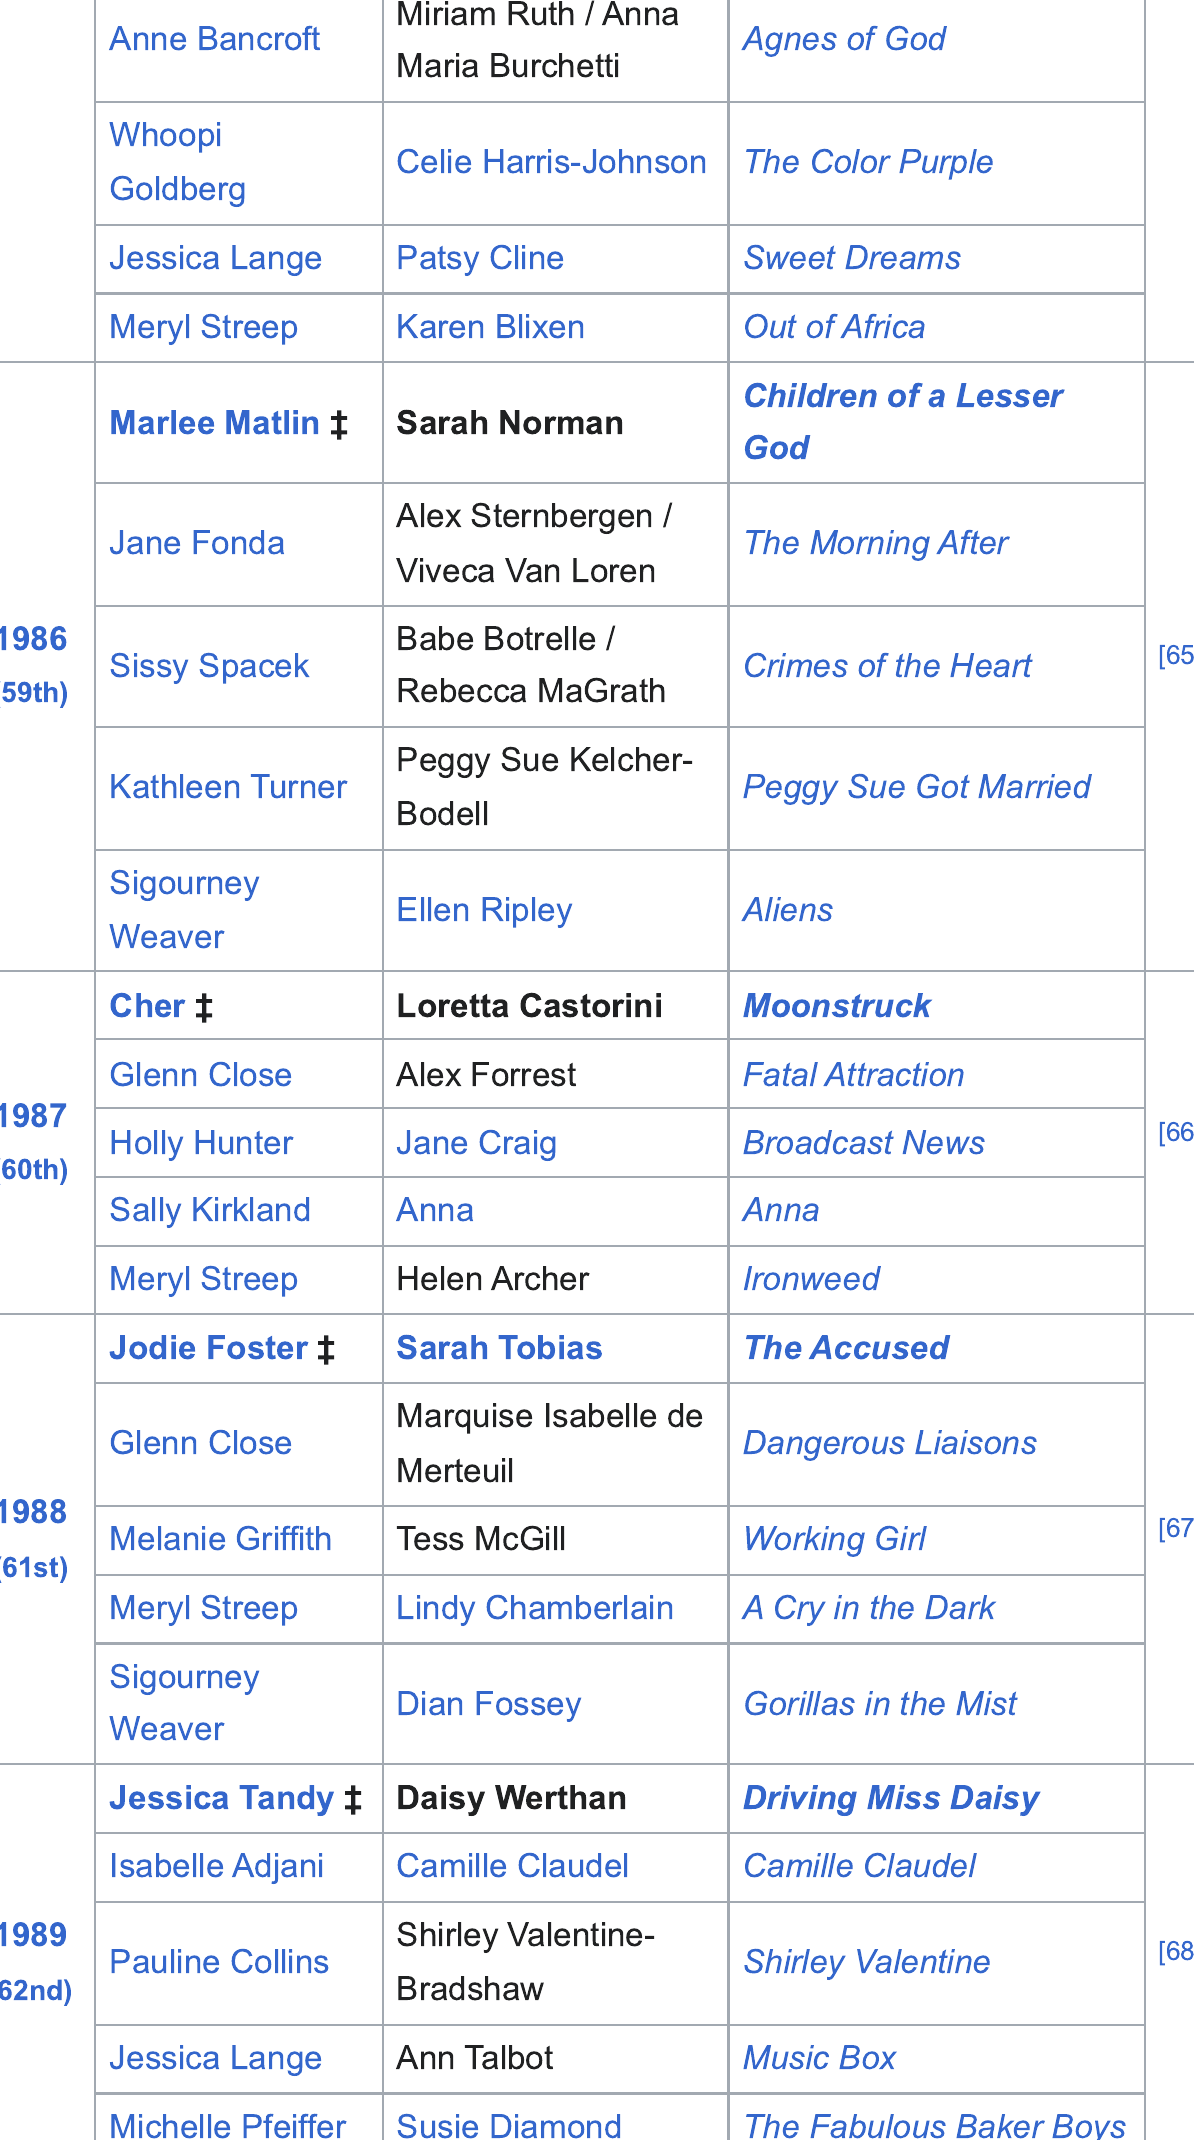 Anne Bancroft
Miriam Ruth / Anna
Maria Burchetti
Agnes of God
Whoopi
Goldberg
Celie Harris-Johnson
The Color Purple
Jessica Lange
Patsy Cline
Sweet Dreams
Meryl Streep
Karen Blixen
Out of Africa
1986
(59th)
Marlee Matlin ‡
Sarah Norman
Children of a Lesser
God
[65
Jane Fonda
Alex Sternbergen /
Viveca Van Loren
The Morning After
Sissy Spacek
Babe Botrelle /
Rebecca MaGrath
Crimes of the Heart
Kathleen Turner
Peggy Sue Kelcher-
Bodell
Peggy Sue Got Married
Sigourney
Weaver
Ellen Ripley
Aliens
1987
(60th)
Cher ‡
Loretta Castorini
Moonstruck
[66
Glenn Close
Alex Forrest
Fatal Attraction
Holly Hunter
Jane Craig
Broadcast News
Sally Kirkland
Anna
Anna
Meryl Streep
Helen Archer
Ironweed
1988
(61st)
Jodie Foster ‡
Sarah Tobias
The Accused
[67
Glenn Close
Marquise Isabelle de
Merteuil
Dangerous Liaisons
Melanie Griffith
Tess McGill
Working Girl
Meryl Streep
Lindy Chamberlain
A Cry in the Dark
Sigourney
Weaver
Dian Fossey
Gorillas in the Mist
1989
(62nd)
Jessica Tandy ‡
Daisy Werthan
Driving Miss Daisy
[68
Isabelle Adjani
Camille Claudel
Camille Claudel
Pauline Collins
Shirley Valentine-
Bradshaw
Shirley Valentine
Jessica Lange
Ann Talbot
Music Box
Michelle Pfeiffer
Susie Diamond
The Fabulous Baker Boys